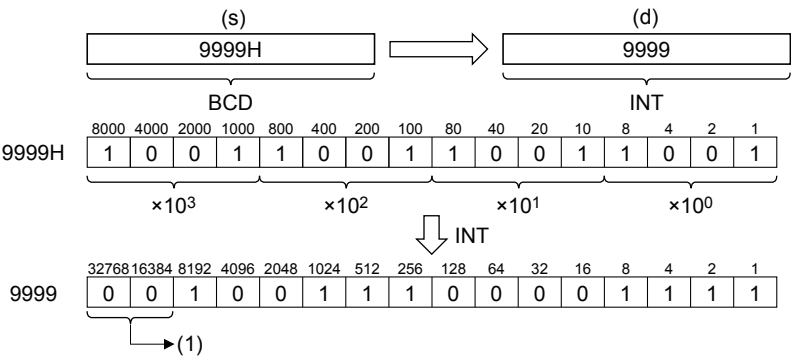 (s) (d)
9999H 9999
BCD INT
8000 4000 2000 1000 800 400 200 100 80 40 20 10 8 4 2 1
9999H 1 0 0 1 1 0 0 1 1 0 0 1 1 0 0 1
×10³ ×10² ×10¹ ×10⁰
INT
32768 16384 8192 4096 2048 1024 512 256 128 64 32 16 8 4 2 1
9999 0 0 1 0 0 1 1 1 0 0 0 0 1 1 1 1
(1)